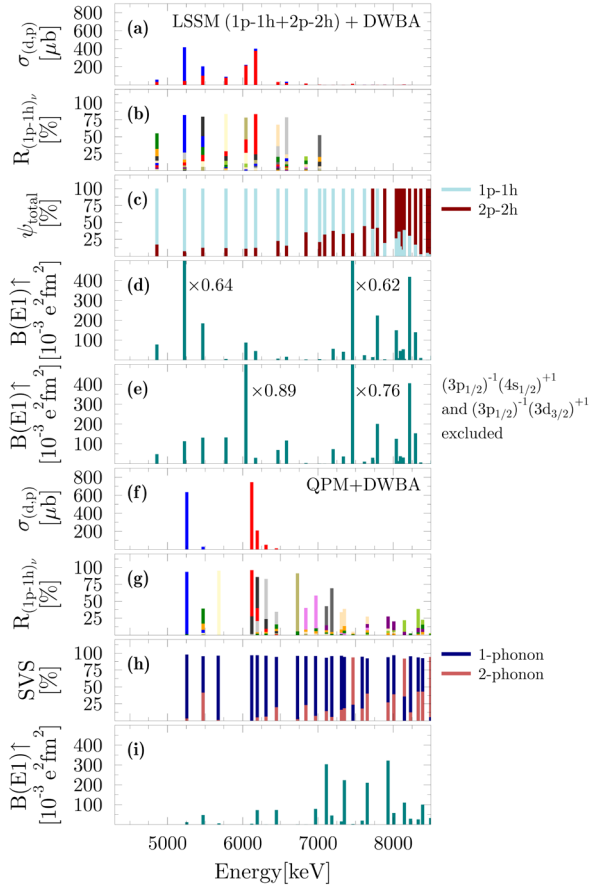 (a) LSSM (1p-1h+2p-2h) + DWBA
σ(d,p)
[μb]
800
600
400
200
(b)
R(1p-1h)ν
[%]
100
75
50
25
(c)
ψtotal
[%]
100
75
50
25
1p-1h
2p-2h
(d)
B(E1)↑
[10⁻³ e²fm²]
400
300
200
100
×0.64
×0.62
(e)
B(E1)↑
[10⁻³ e²fm²]
400
300
200
100
×0.89
×0.76
(3p1/2)⁻¹(4s1/2)⁺¹
and (3p1/2)⁻¹(3d3/2)⁺¹
excluded
(f) QPM+DWBA
σ(d,p)
[μb]
800
600
400
200
(g)
R(1p-1h)ν
[%]
100
75
50
25
(h)
SVS
[%]
100
75
50
25
1-phonon
2-phonon
(i)
B(E1)↑
[10⁻³ e²fm²]
400
300
200
100
5000 6000 7000 8000
Energy[keV]